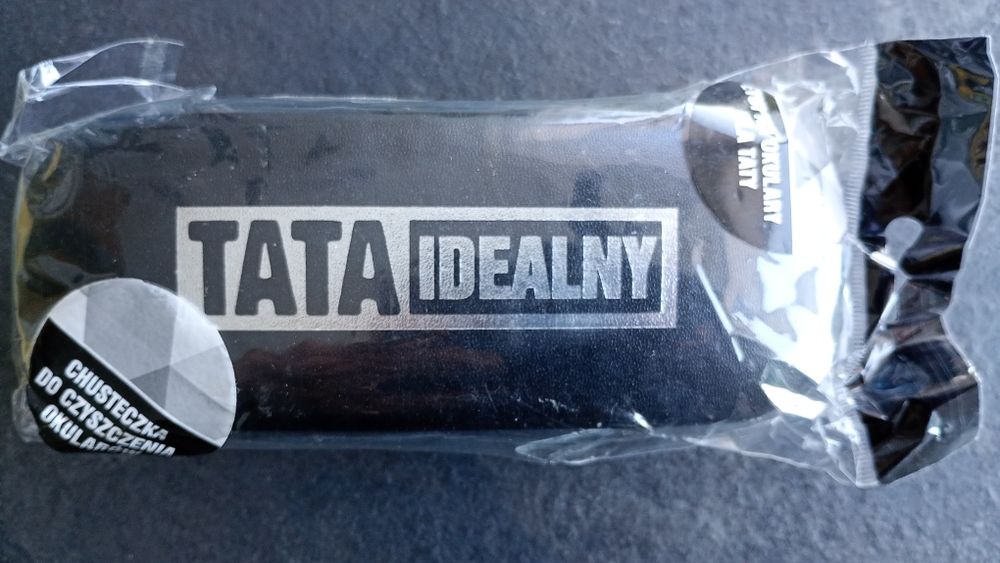 TATA IDEALNY
OKULARY
TATY
CHUSTECZKA
DO CZYSZCZENIA